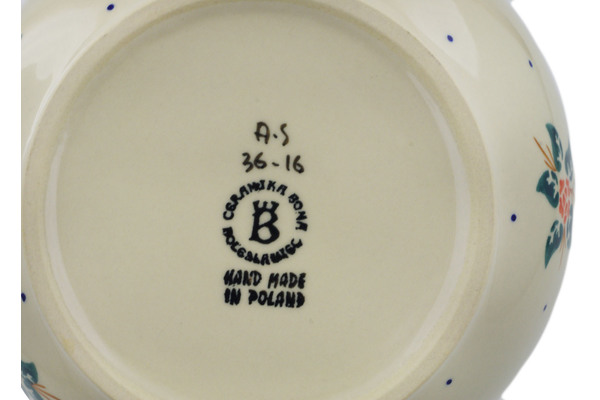 A.S
36-16
CERAMIKA BONA
B
BOLESŁAWIEC
HAND MADE
IN POLAND